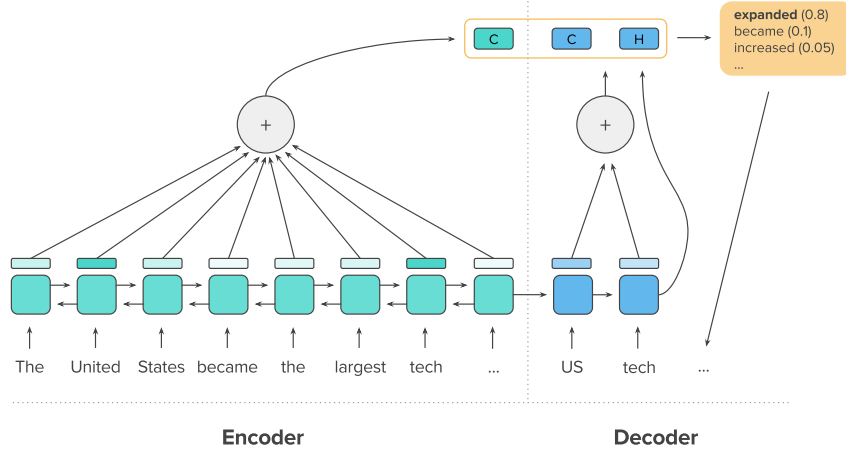 expanded (0.8)
became (0.1)
increased (0.05)
...
C C H
+ +
The United States became the largest tech ... US tech ...
Encoder Decoder